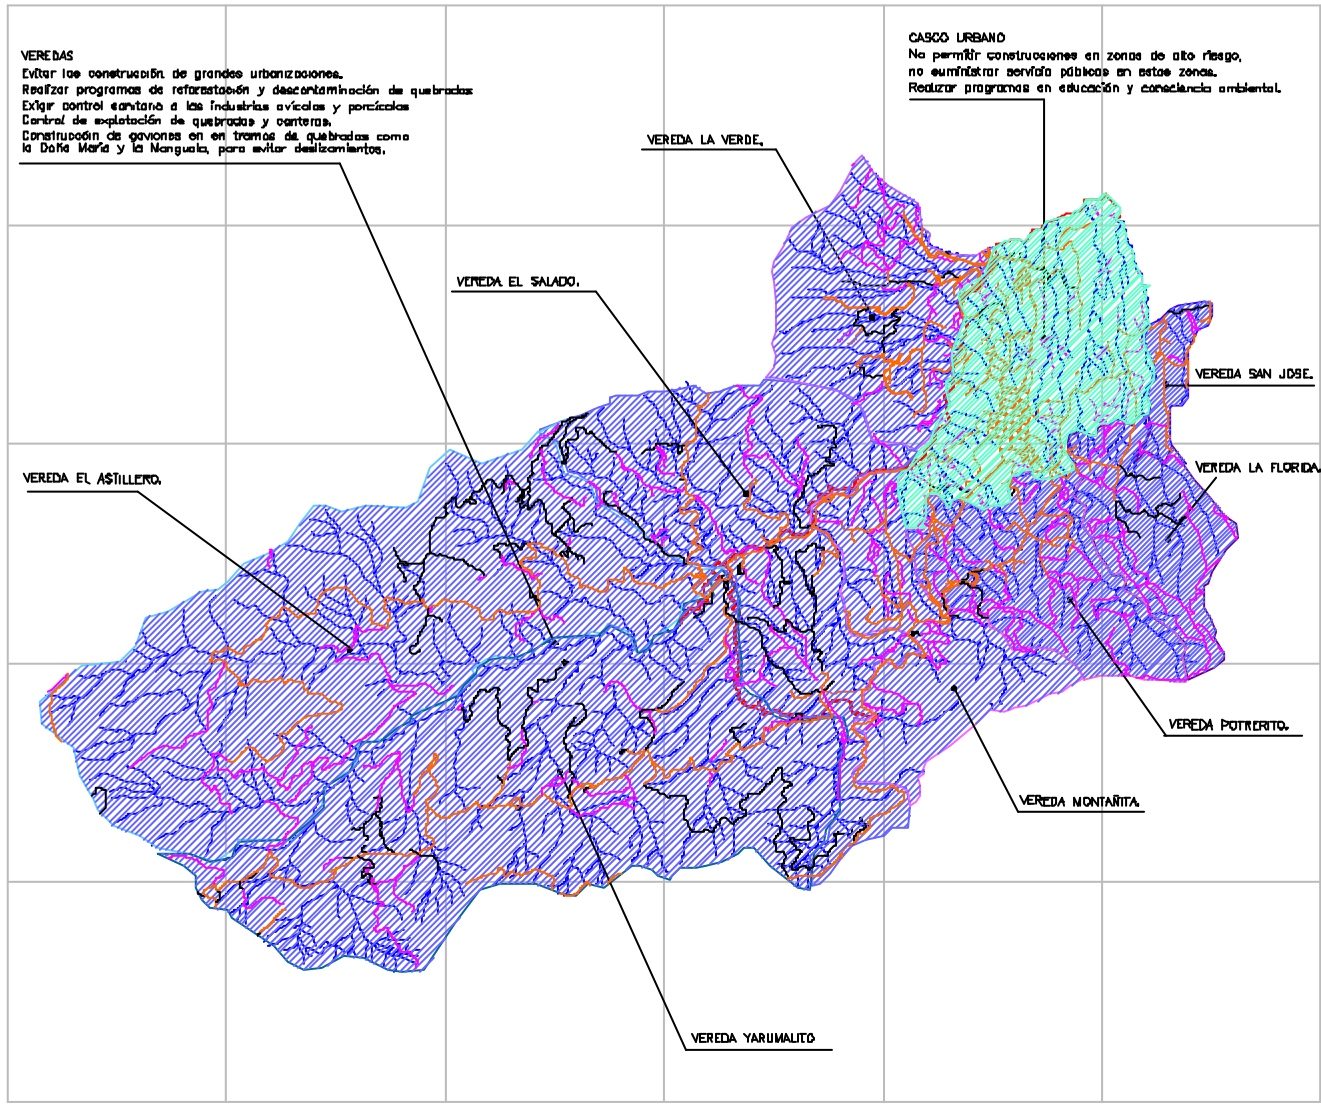 VEREDAS
Evitar las construcción de grandes urbanizaciones.
Realizar programas de reforestación y descontaminación de quebradas
Exigir control sanitario a las industrias avícolas y porcícolas
Control de explotación de quebradas y canteras.
Construcción de gaviones en en tramos de quebradas como
la Doña María y la Manguala, para evitar deslizamientos.
CASCO URBANO
No permitir construcciones en zonas de alto riesgo,
no suministrar servicio públicos en estas zonas.
Realizar programas en educación y consciencia ambiental.
VEREDA LA VERDE.
VEREDA EL SALADO.
VEREDA SAN JOSE.
VEREDA LA FLORIDA.
VEREDA EL ASTILLERO.
VEREDA POTRERITO.
VEREDA MONTAÑITA.
VEREDA YARUMALITO